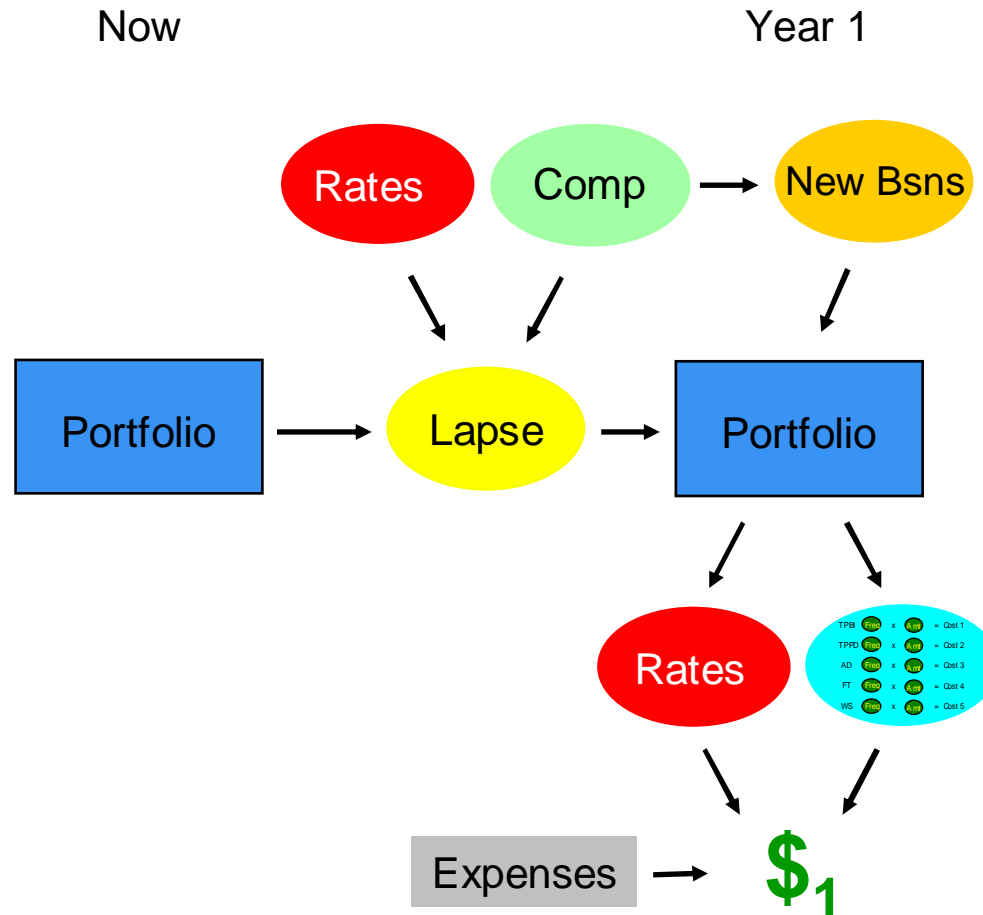 Now Year 1
Rates Comp New Bsns
Portfolio Lapse Portfolio
Rates
TPBI Freq x Amt = Cost 1
TPPD Freq x Amt = Cost 2
AD Freq x Amt = Cost 3
FT Freq x Amt = Cost 4
WS Freq x Amt = Cost 5
Expenses $1